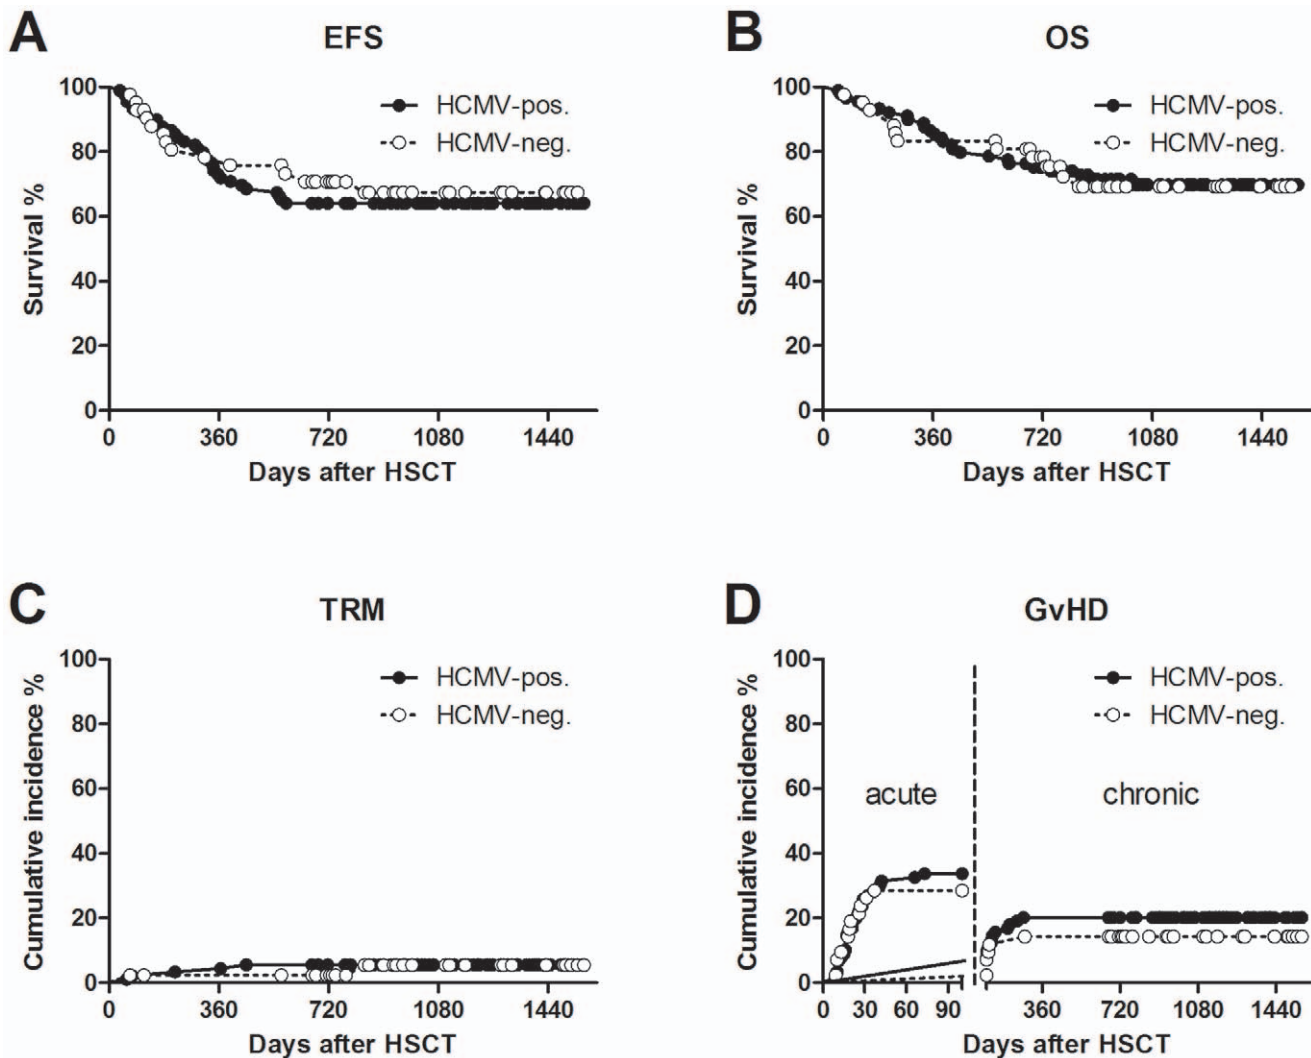 A
EFS
Survival %
100
80
60
40
20
0
HCMV-pos.
HCMV-neg.
0 360 720 1080 1440
Days after HSCT
B
OS
Survival %
100
80
60
40
20
0
HCMV-pos.
HCMV-neg.
0 360 720 1080 1440
Days after HSCT
C
TRM
Cumulative incidence %
100
80
60
40
20
0
HCMV-pos.
HCMV-neg.
0 360 720 1080 1440
Days after HSCT
D
GvHD
Cumulative incidence %
100
80
60
40
20
0
HCMV-pos.
HCMV-neg.
acute chronic
0 30 60 90 360 720 1080 1440
Days after HSCT